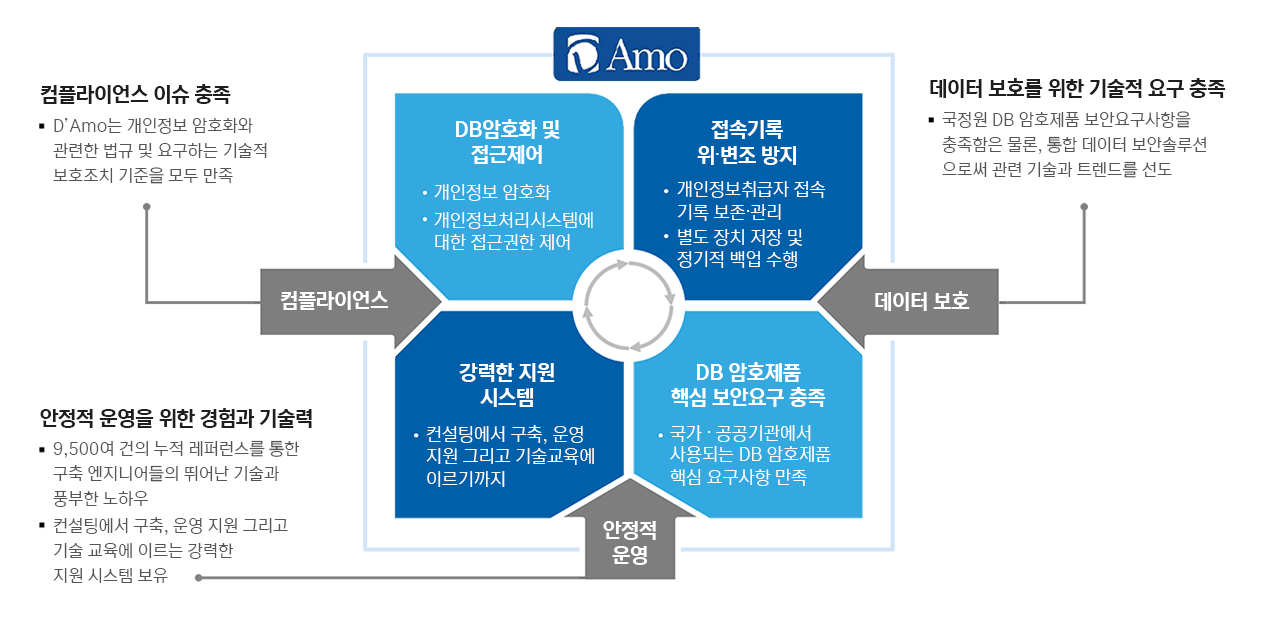 D Amo
컴플라이언스 이슈 충족
▪ D’Amo는 개인정보 암호화와
관련한 법규 및 요구하는 기술적
보호조치 기준을 모두 만족
데이터 보호를 위한 기술적 요구 충족
▪ 국정원 DB 암호제품 보안요구사항을
충족함은 물론, 통합 데이터 보안솔루션
으로써 관련 기술과 트렌드를 선도
DB암호화 및
접근제어
• 개인정보 암호화
• 개인정보처리시스템에
대한 접근권한 제어
접속기록
위·변조 방지
• 개인정보취급자 접속
기록 보존·관리
• 별도 장치 저장 및
정기적 백업 수행
컴플라이언스
데이터 보호
강력한 지원
시스템
• 컨설팅에서 구축, 운영
지원 그리고 기술교육에
이르기까지
DB 암호제품
핵심 보안요구 충족
• 국가 · 공공기관에서
사용되는 DB 암호제품
핵심 요구사항 만족
안정적
운영
안정적 운영을 위한 경험과 기술력
▪ 9,500여 건의 누적 레퍼런스를 통한
구축 엔지니어들의 뛰어난 기술과
풍부한 노하우
▪ 컨설팅에서 구축, 운영 지원 그리고
기술 교육에 이르는 강력한
지원 시스템 보유